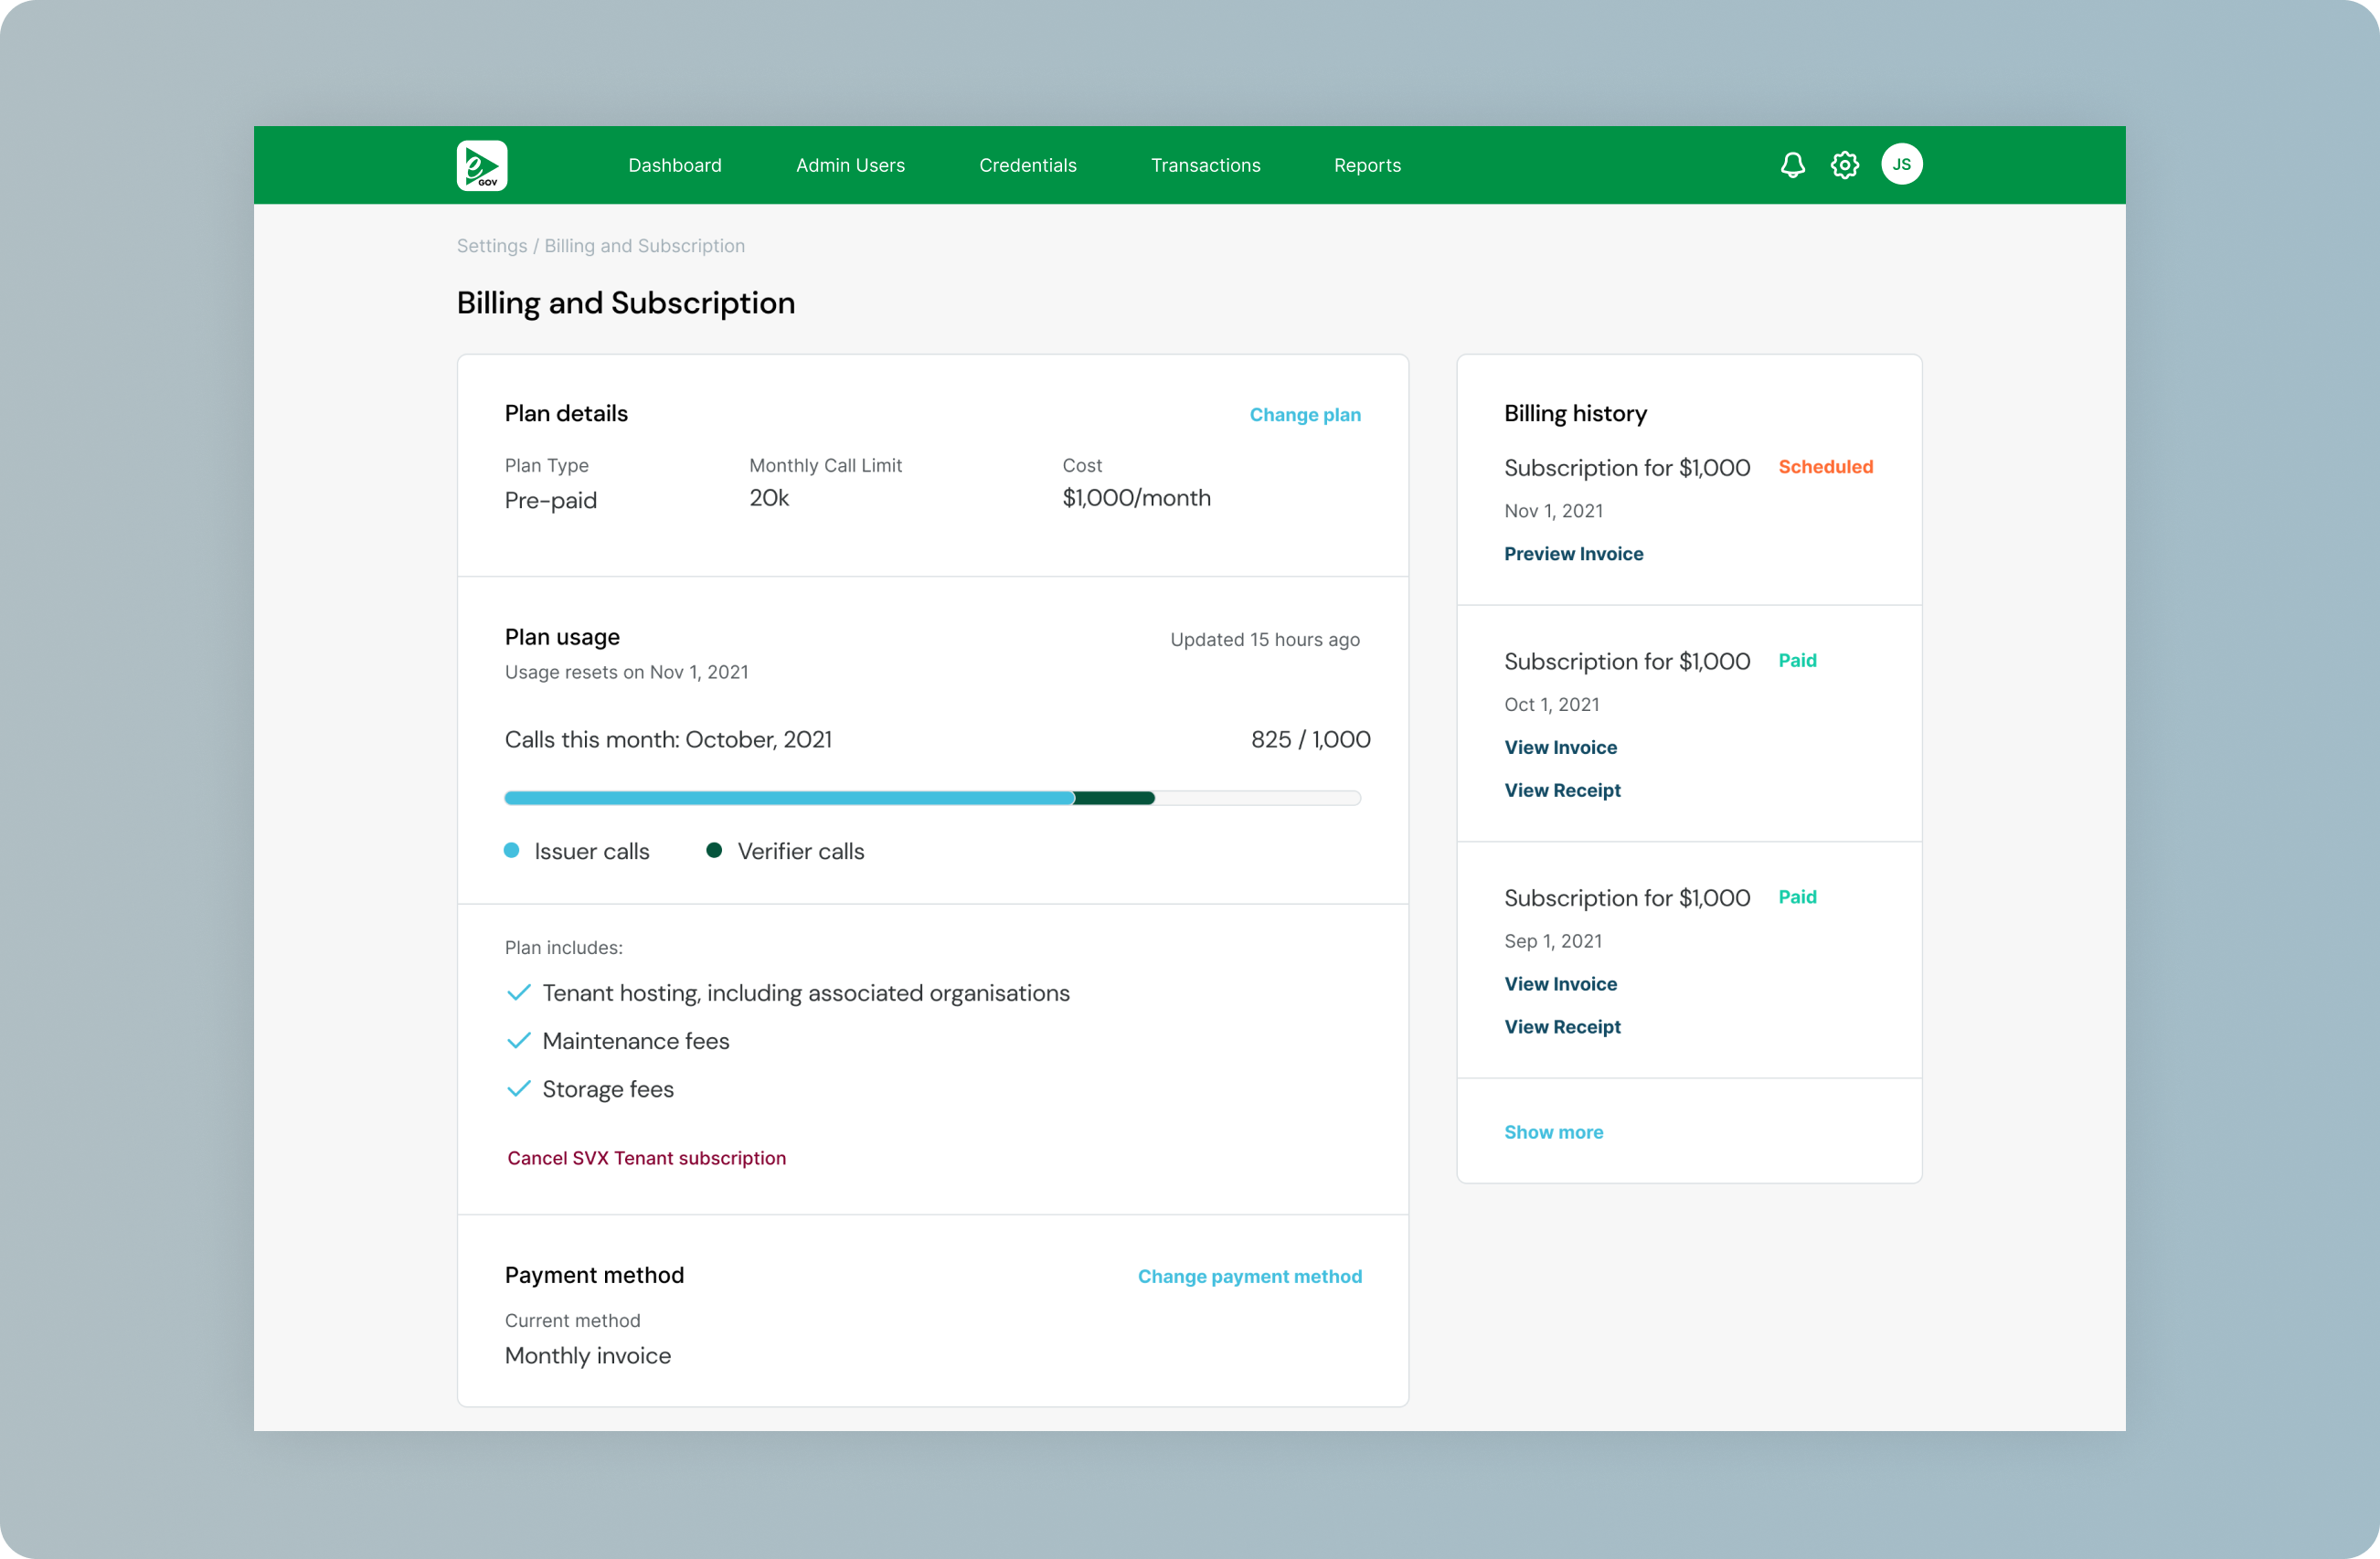 e
GOV
Dashboard
Admin Users
Credentials
Transactions
Reports
JS
Settings / Billing and Subscription
Billing and Subscription
Plan details
Change plan
Plan Type
Monthly Call Limit
Cost
Pre-paid
20k
$1,000/month
Plan usage
Updated 15 hours ago
Usage resets on Nov 1, 2021
Calls this month: October, 2021
825 / 1,000
Issuer calls
Verifier calls
Plan includes:
Tenant hosting, including associated organisations
Maintenance fees
Storage fees
Cancel SVX Tenant subscription
Payment method
Change payment method
Current method
Monthly invoice
Billing history
Subscription for $1,000
Scheduled
Nov 1, 2021
Preview Invoice
Subscription for $1,000
Paid
Oct 1, 2021
View Invoice
View Receipt
Subscription for $1,000
Paid
Sep 1, 2021
View Invoice
View Receipt
Show more